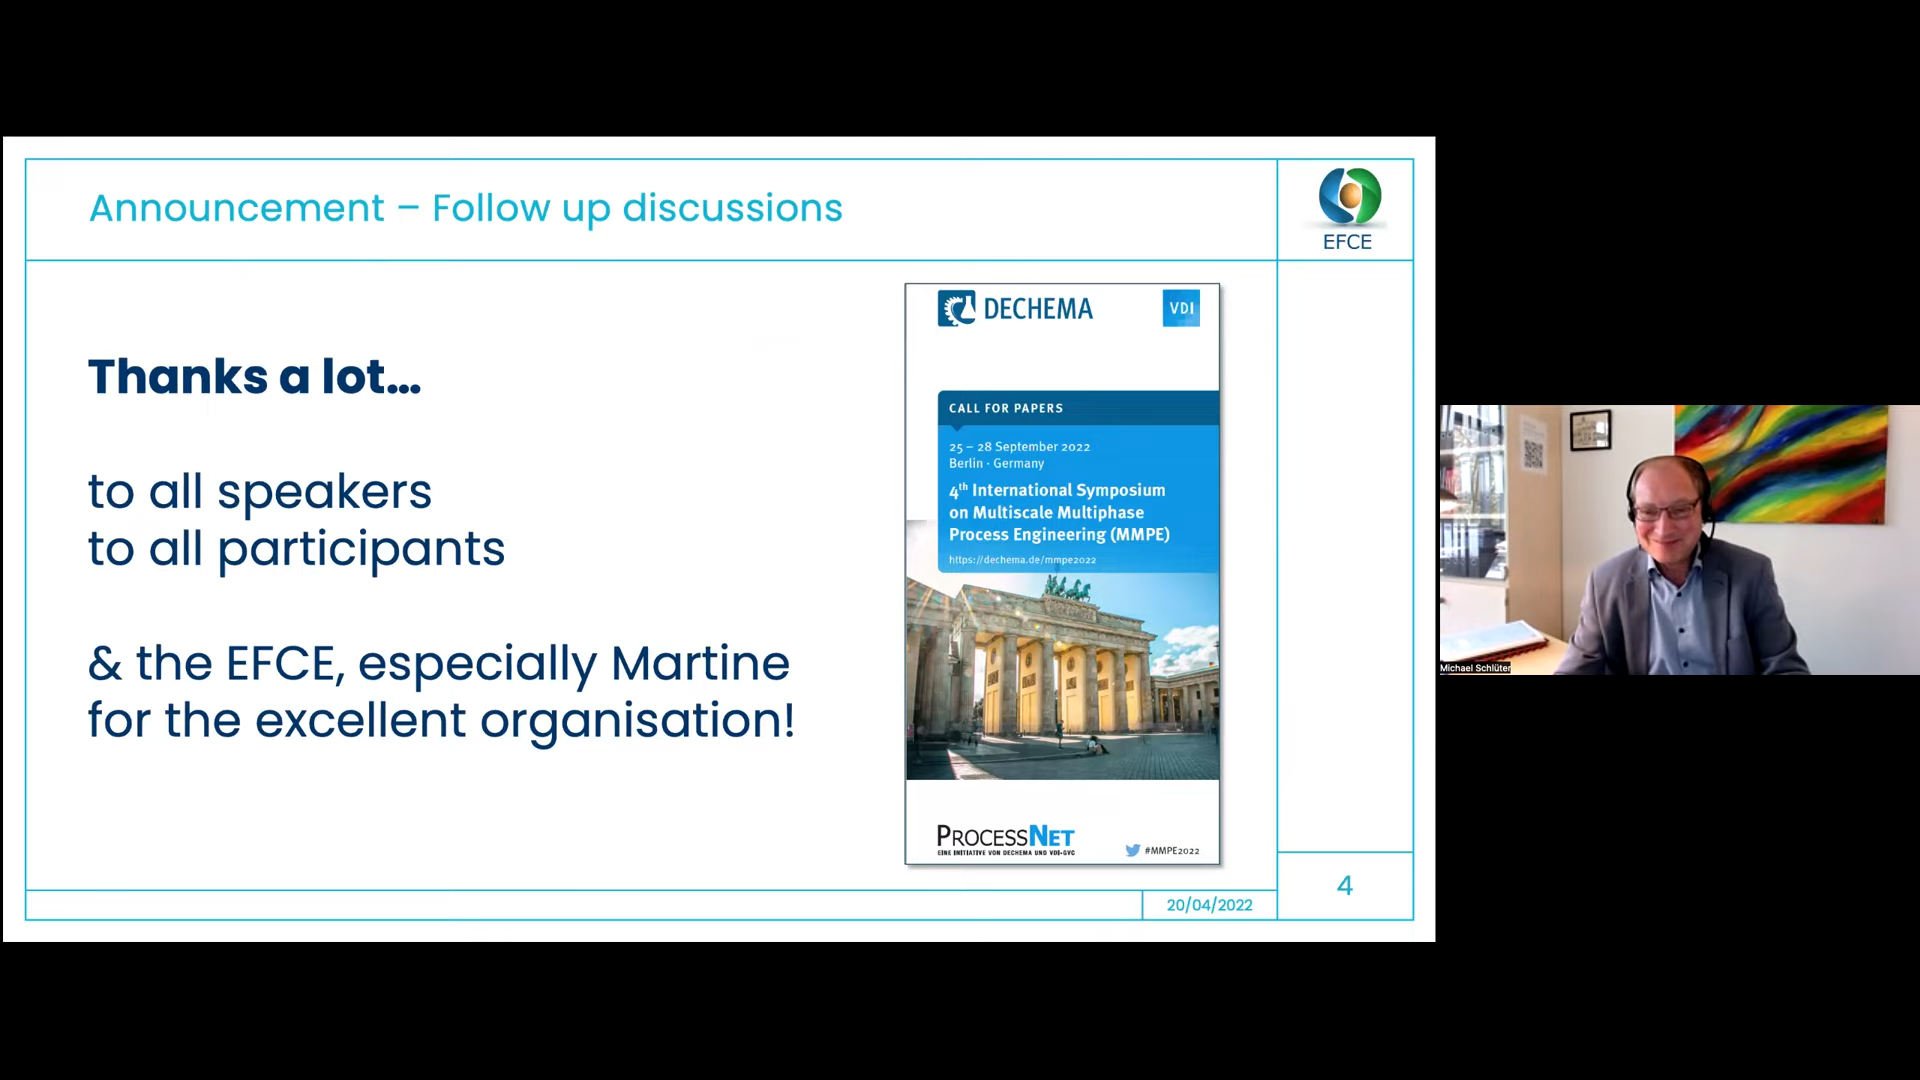 Announcement – Follow up discussions
EFCE
Thanks a lot...
to all speakers
to all participants
& the EFCE, especially Martine
for the excellent organisation!
DECHEMA
VDI
CALL FOR PAPERS
25 – 28 September 2022
Berlin · Germany
4th International Symposium
on Multiscale Multiphase
Process Engineering (MMPE)
https://dechema.de/mmpe2022
PROCESSNET
EINE INITIATIVE VON DECHEMA UND VDI-GVC
#MMPE2022
20/04/2022
4
Michael Schlüter